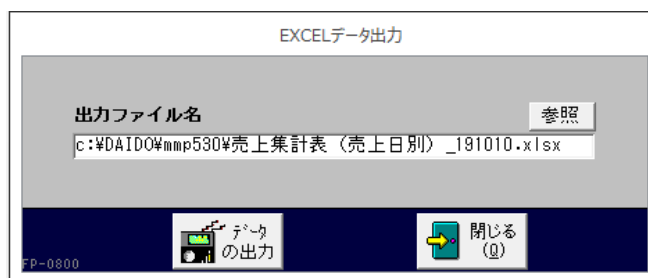 EXCELデータ出力
出力ファイル名
参照
c:¥DAIDO¥mmp530¥売上集計表（売上日別）_191010.xlsx
ﾃﾞｰﾀ
の出力
閉じる
(Q)
FP-0800